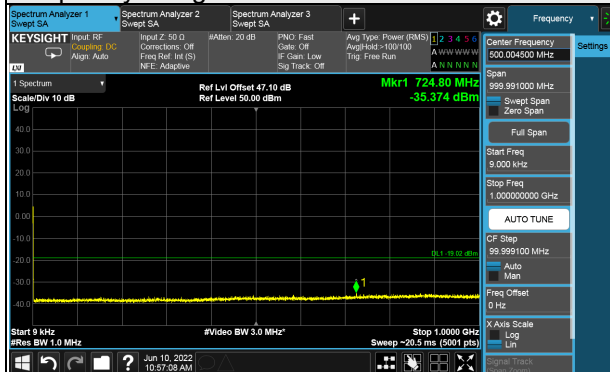 Spectrum Analyzer 1
Swept SA
Spectrum Analyzer 2
Swept SA
Spectrum Analyzer 3
Swept SA
+
Frequency
KEYSIGHT
Input: RF
Coupling: DC
Align: Auto
Input Z: 50 Ω
Corrections: Off
Freq Ref: Int (S)
NFE: Adaptive
#Atten: 20 dB
PNO: Fast
Gate: Off
IF Gain: Low
Sig Track: Off
Avg Type: Power (RMS)
Avg|Hold:>100/100
Trig: Free Run
1 2 3 4 5 6
A W W W W W
A N N N N N
LXI
1 Spectrum
Scale/Div 10 dB
Log
Ref Lvl Offset 47.10 dB
Ref Level 50.00 dBm
Mkr1 724.80 MHz
-35.374 dBm
40.0
30.0
20.0
10.0
0.00
-10.0
-20.0
-30.0
-40.0
DL1 -19.02 dBm
1
Start 9 kHz
#Res BW 1.0 MHz
#Video BW 3.0 MHz*
Stop 1.0000 GHz
Sweep ~20.5 ms (5001 pts)
Jun 10, 2022
10:57:08 AM
?
Center Frequency
500.004500 MHz
Settings
Span
999.991000 MHz
Swept Span
Zero Span
Full Span
Start Freq
9.000 kHz
Stop Freq
1.000000000 GHz
AUTO TUNE
CF Step
99.999100 MHz
Auto
Man
Freq Offset
0 Hz
X Axis Scale
Log
Lin
Signal Track